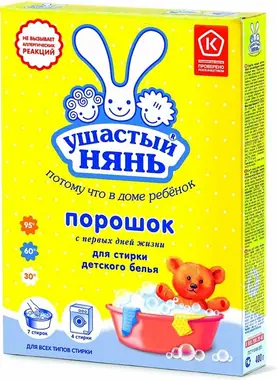 НЕ ВЫЗЫВАЕТ
АЛЛЕРГИЧЕСКИХ
РЕАКЦИЙ
К
ПРОВЕРЕНО
УШАСТЫЙ
НЯНЬ
потому что в доме ребёнок
порошок
с первых дней жизни
для стирки
детского белья
95°
60°
30°
7 стирок
4 стирки
ДЛЯ ВСЕХ ТИПОВ СТИРКИ
400 г